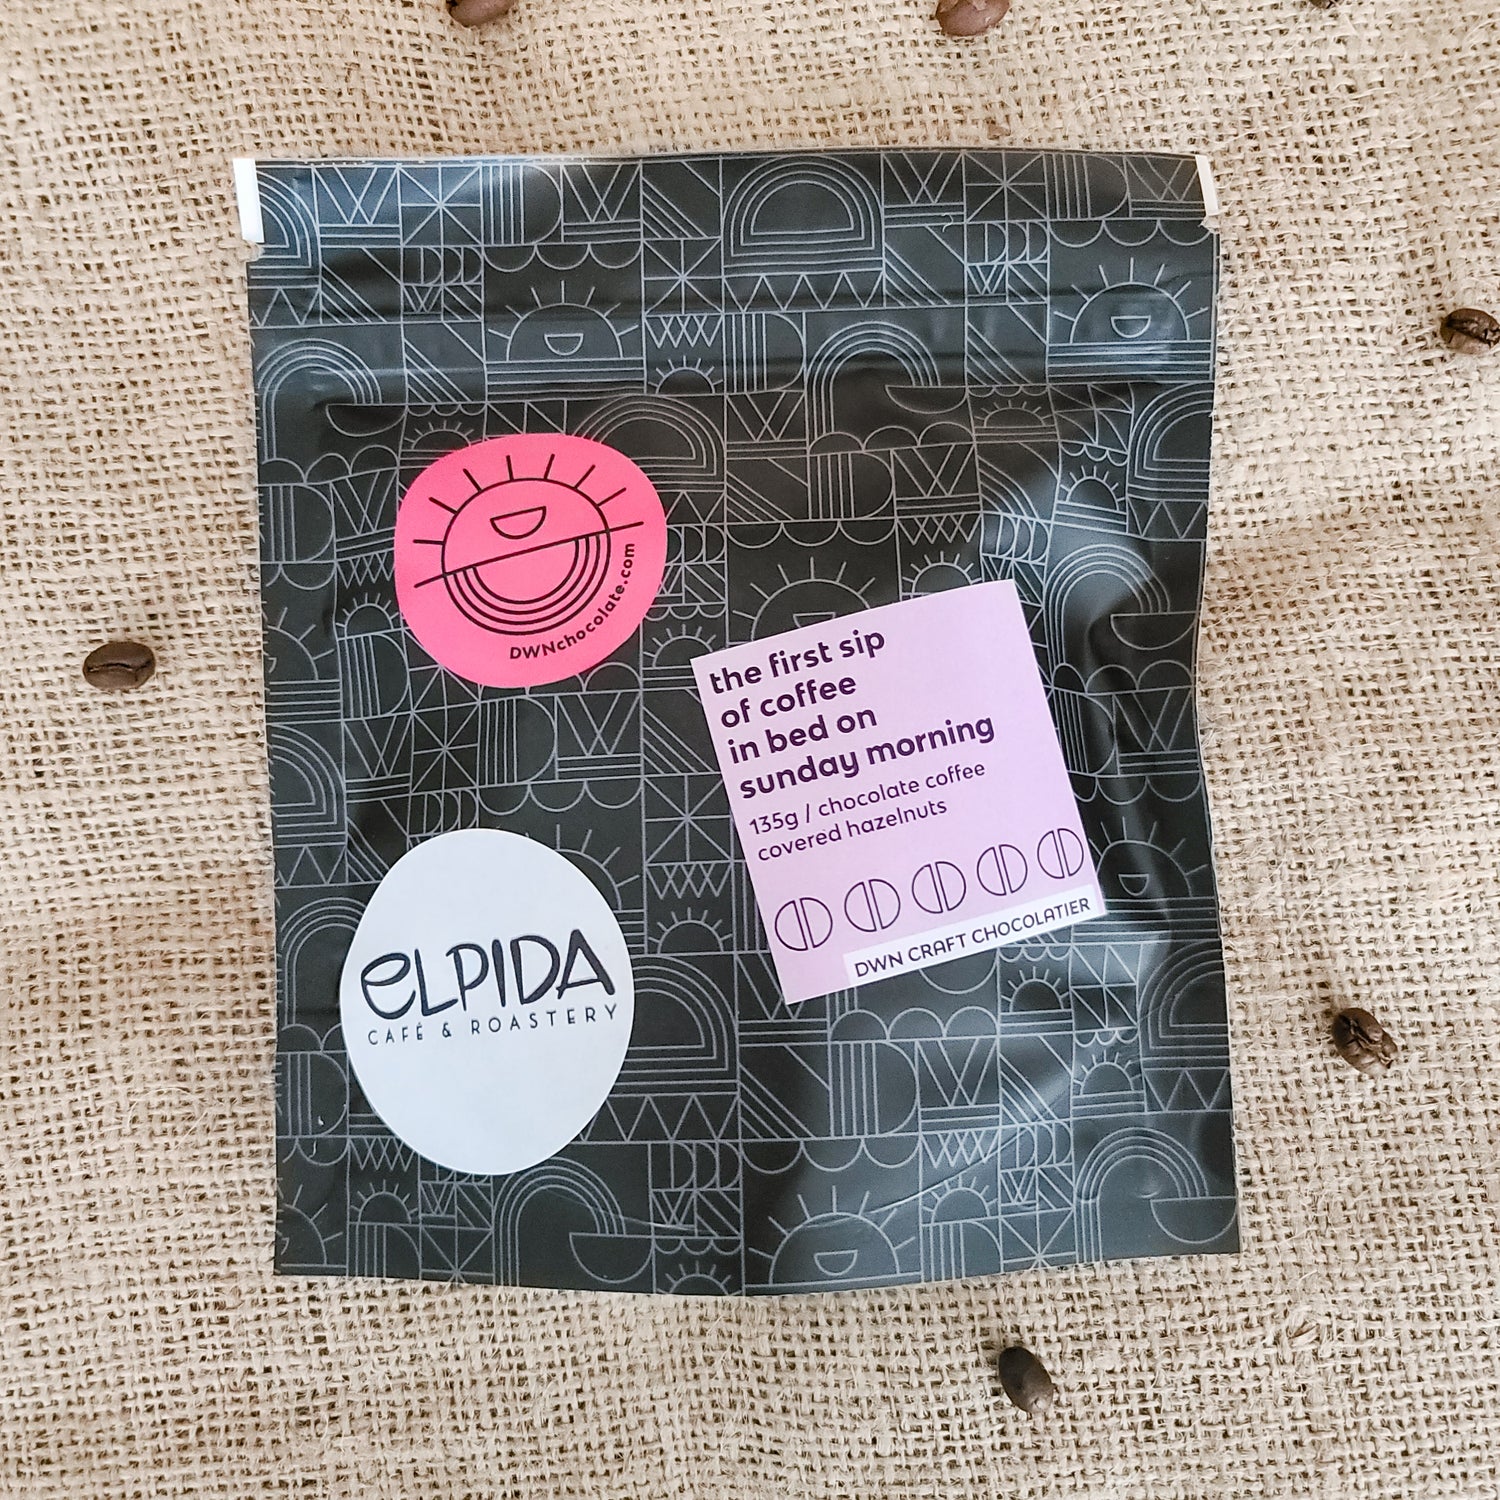 DWNchocolate.com
the first sip
of coffee
in bed on
sunday morning
135g / chocolate coffee
covered hazelnuts
DWN CRAFT CHOCOLATIER
eLPIDA
CAFÉ & ROASTERY